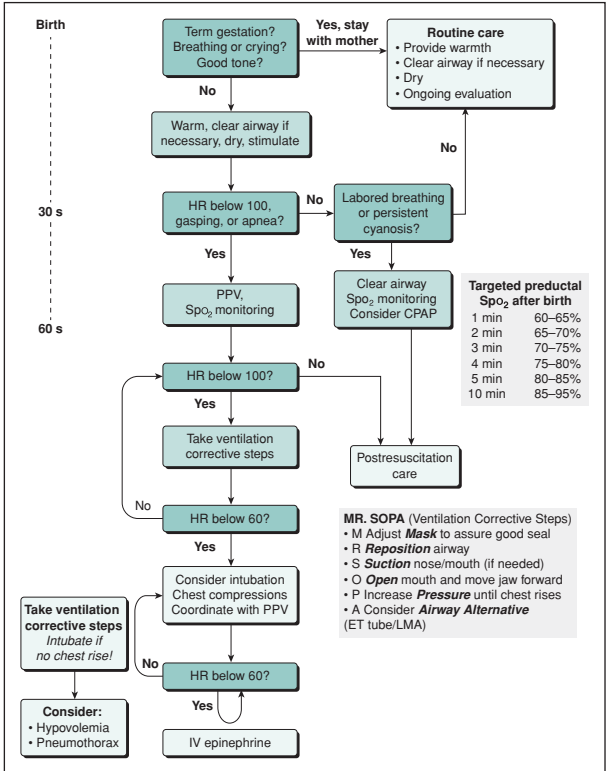 Birth
Term gestation?
Breathing or crying?
Good tone?
Yes, stay
with mother
Routine care
• Provide warmth
• Clear airway if necessary
• Dry
• Ongoing evaluation
No
Warm, clear airway if
necessary, dry, stimulate
No
30 s
HR below 100,
gasping, or apnea?
No
Labored breathing
or persistent
cyanosis?
Yes
Yes
PPV,
SpO₂ monitoring
Clear airway
SpO₂ monitoring
Consider CPAP
60 s
Targeted preductal
SpO₂ after birth
1 min 60–65%
2 min 65–70%
3 min 70–75%
4 min 75–80%
5 min 80–85%
10 min 85–95%
HR below 100?
No
Yes
Take ventilation
corrective steps
Postresuscitation
care
No
HR below 60?
Yes
MR. SOPA (Ventilation Corrective Steps)
• M Adjust Mask to assure good seal
• R Reposition airway
• S Suction nose/mouth (if needed)
• O Open mouth and move jaw forward
• P Increase Pressure until chest rises
• A Consider Airway Alternative
(ET tube/LMA)
Consider intubation
Chest compressions
Coordinate with PPV
Take ventilation
corrective steps
Intubate if
no chest rise!
No
HR below 60?
Yes
Consider:
• Hypovolemia
• Pneumothorax
IV epinephrine